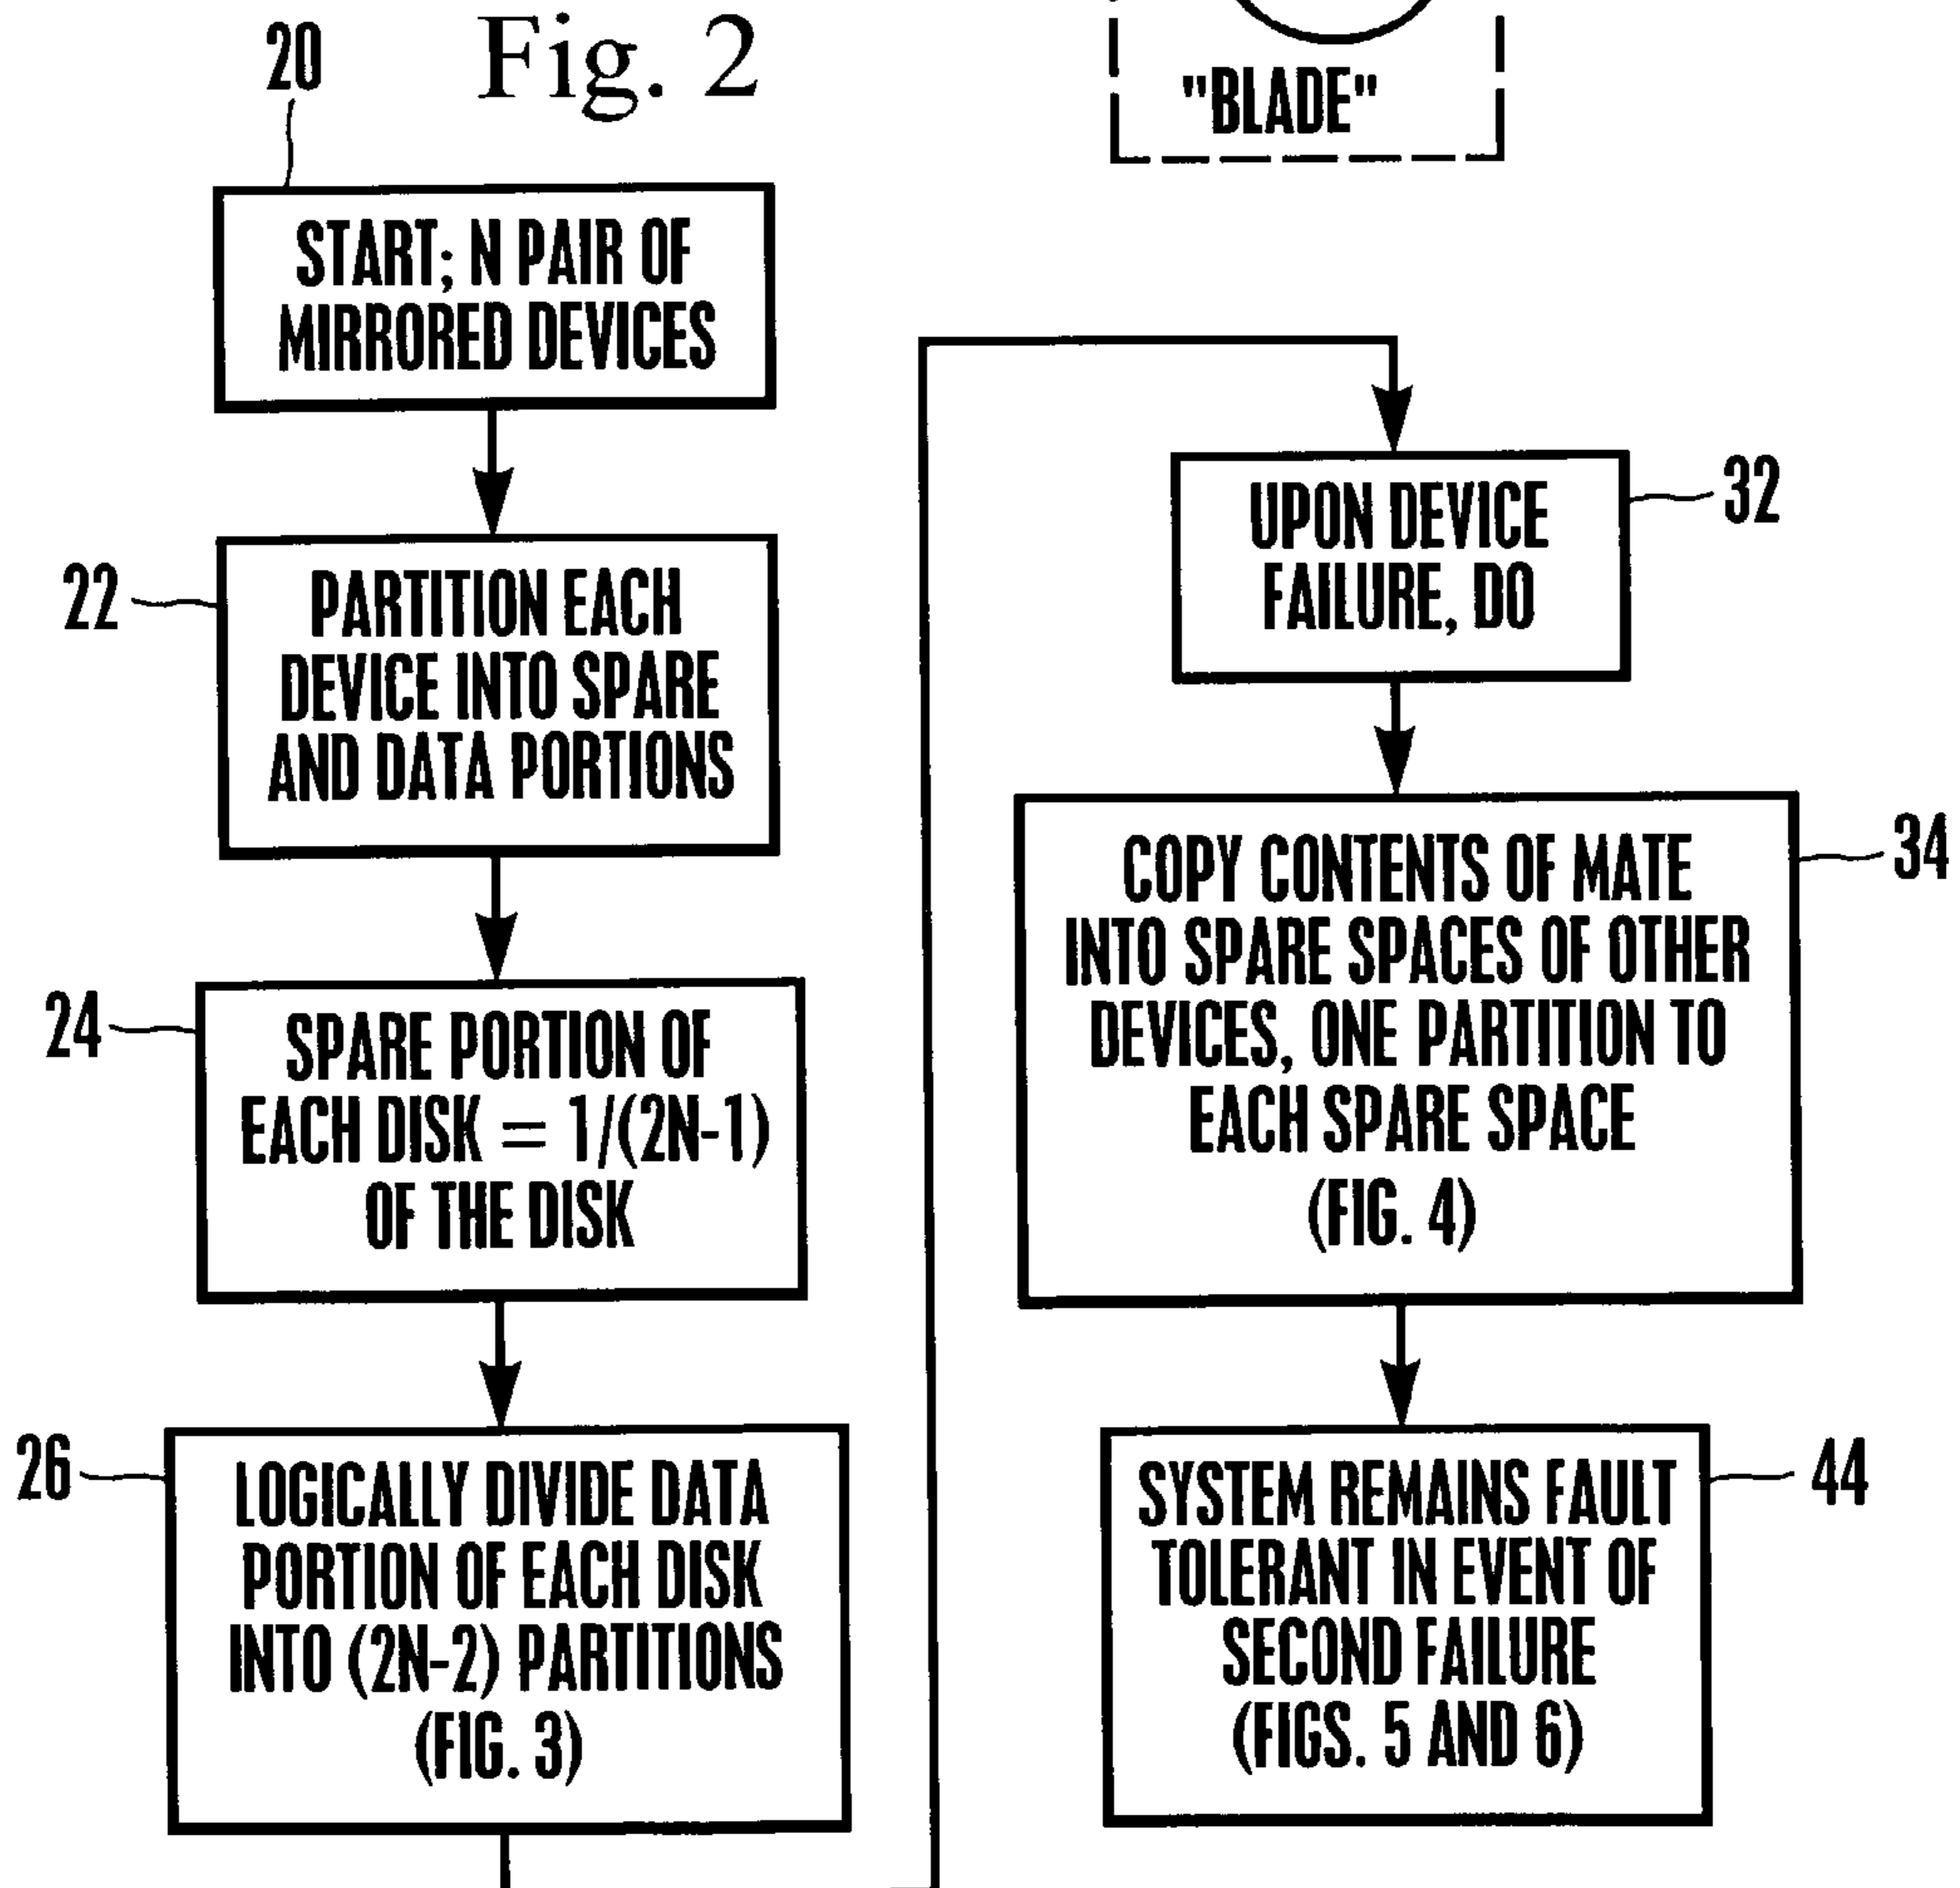 20
Fig. 2
"BLADE"
START; N PAIR OF
MIRRORED DEVICES
22
PARTITION EACH
DEVICE INTO SPARE
AND DATA PORTIONS
24
SPARE PORTION OF
EACH DISK = 1/(2N-1)
OF THE DISK
26
LOGICALLY DIVIDE DATA
PORTION OF EACH DISK
INTO (2N-2) PARTITIONS
(FIG. 3)
32
UPON DEVICE
FAILURE, DO
34
COPY CONTENTS OF MATE
INTO SPARE SPACES OF OTHER
DEVICES, ONE PARTITION TO
EACH SPARE SPACE
(FIG. 4)
44
SYSTEM REMAINS FAULT
TOLERANT IN EVENT OF
SECOND FAILURE
(FIGS. 5 AND 6)